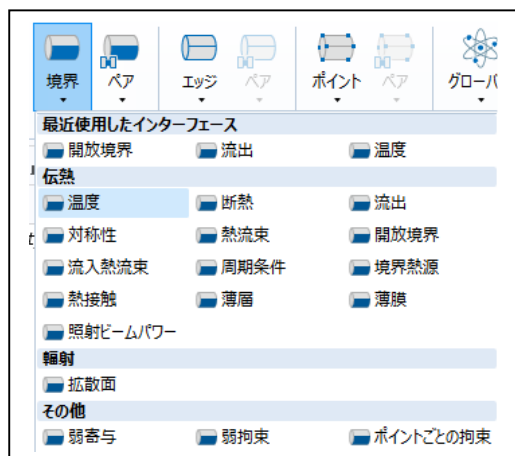 境界 ペア エッジ ペア ポイント ペア グローバ
最近使用したインターフェース
開放境界 流出 温度
伝熱
温度 断熱 流出
対称性 熱流束 開放境界
流入熱流束 周期条件 境界熱源
熱接触 薄層 薄膜
照射ビームパワー
輻射
拡散面
その他
弱寄与 弱拘束 ポイントごとの拘束